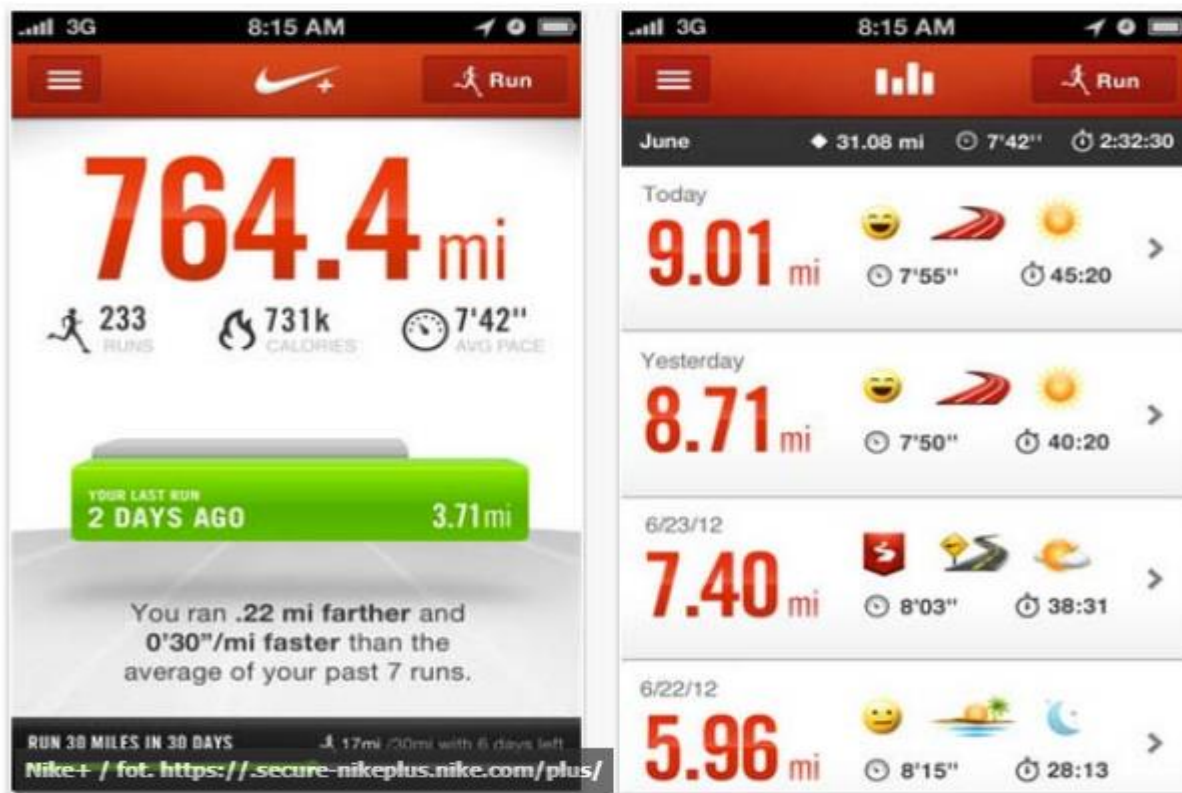 3G 8:15 AM
+ Run
764.4 mi
233 731k 7'42"
RUNS CALORIES AVG PACE
YOUR LAST RUN
2 DAYS AGO 3.71 mi
You ran .22 mi farther and
0'30"/mi faster than the
average of your past 7 runs.
RUN 30 MILES IN 30 DAYS 17mi /30mi with 6 days left
Nike+ / fot. https://.secure-nikeplus.nike.com/plus/
3G 8:15 AM
Run
June 31.08 mi 7'42" 2:32:30
Today
9.01 mi 7'55" 45:20
Yesterday
8.71 mi 7'50" 40:20
6/23/12
7.40 mi 8'03" 38:31
6/22/12
5.96 mi 8'15" 28:13